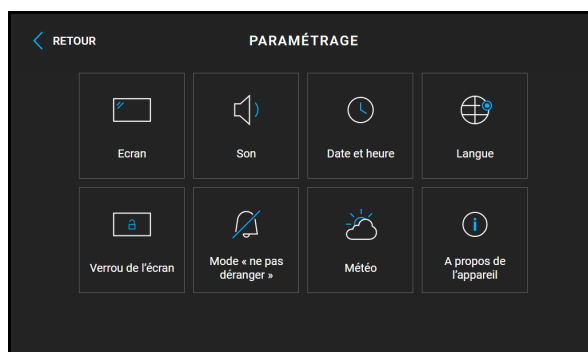 RETOUR
PARAMÉTRAGE
Ecran
Son
Date et heure
Langue
Verrou de l'écran
Mode « ne pas
déranger »
Météo
A propos de
l'appareil